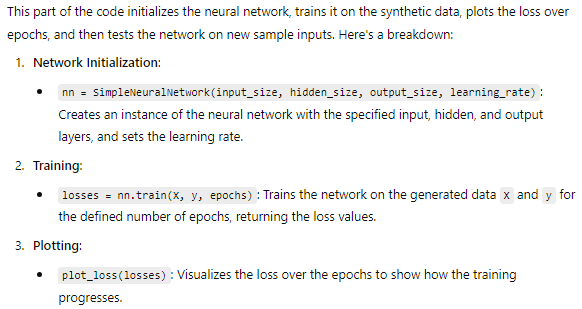 This part of the code initializes the neural network, trains it on the synthetic data, plots the loss over
epochs, and then tests the network on new sample inputs. Here's a breakdown:
1. Network Initialization:
• nn = SimpleNeuralNetwork(input_size, hidden_size, output_size, learning_rate) :
Creates an instance of the neural network with the specified input, hidden, and output
layers, and sets the learning rate.
2. Training:
• losses = nn.train(X, y, epochs) : Trains the network on the generated data X and y for
the defined number of epochs, returning the loss values.
3. Plotting:
• plot_loss(losses) : Visualizes the loss over the epochs to show how the training
progresses.